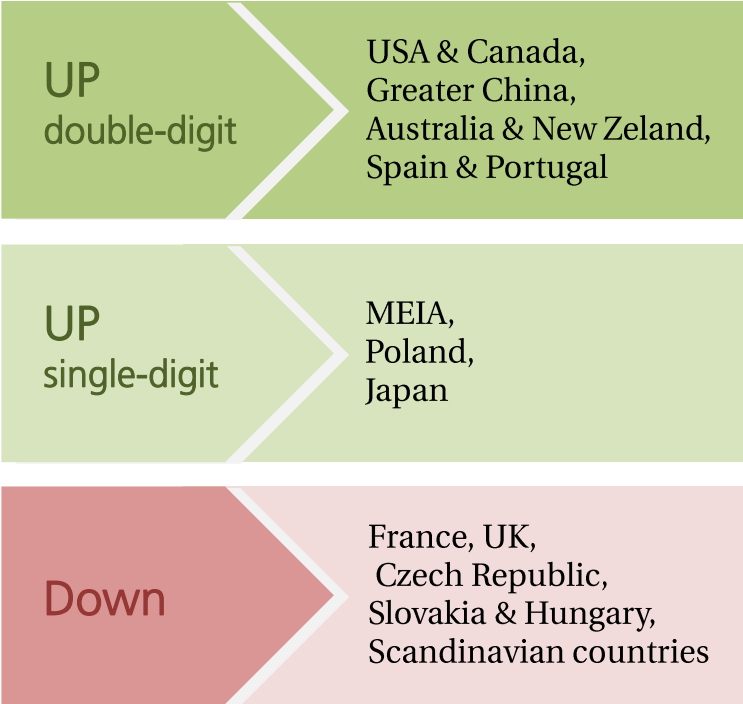 UP
double-digit
USA & Canada,
Greater China,
Australia & New Zeland,
Spain & Portugal
UP
single-digit
MEIA,
Poland,
Japan
Down
France, UK,
Czech Republic,
Slovakia & Hungary,
Scandinavian countries